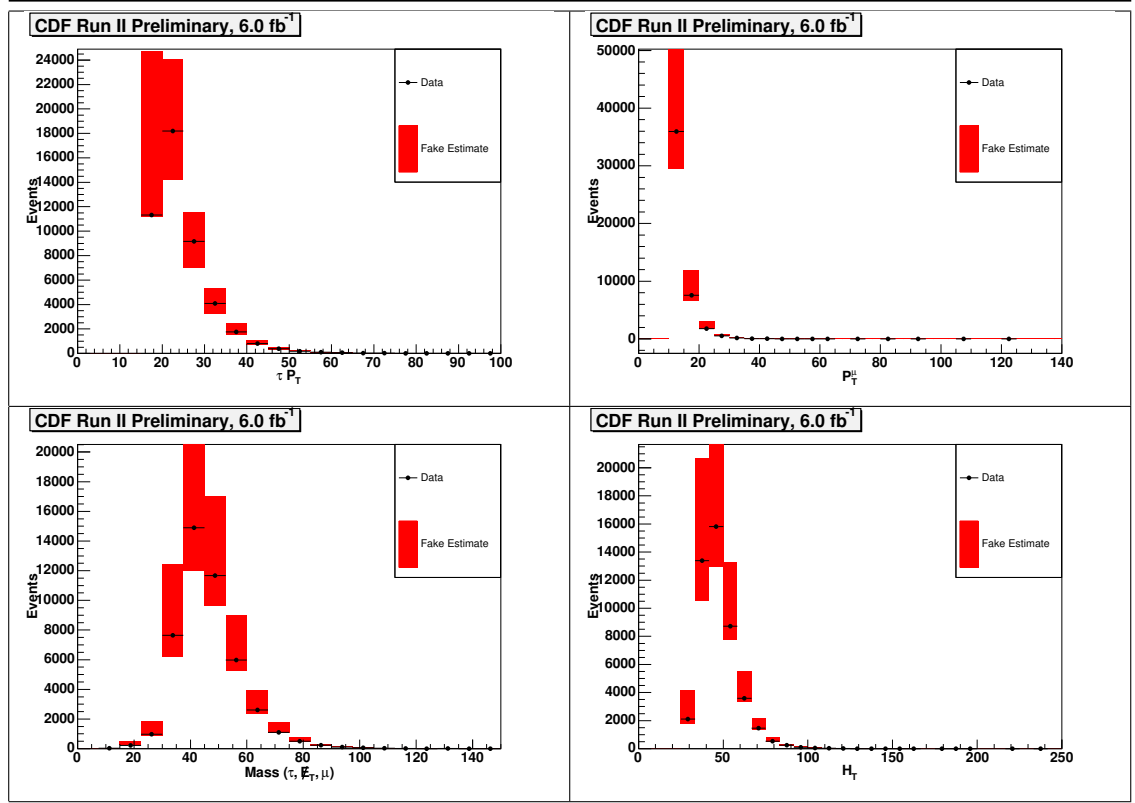 CDF Run II Preliminary, 6.0 fb-1
24000
22000
20000
18000
16000
14000
12000
10000
8000
6000
4000
2000
0
Events
0 10 20 30 40 50 60 70 80 90 100
τ PT
Data
Fake Estimate
CDF Run II Preliminary, 6.0 fb-1
50000
40000
30000
20000
10000
0
Events
0 20 40 60 80 100 120 140
PTμ
Data
Fake Estimate
CDF Run II Preliminary, 6.0 fb-1
20000
18000
16000
14000
12000
10000
8000
6000
4000
2000
0
Events
0 20 40 60 80 100 120 140
Mass (τ, E̸T, μ)
Data
Fake Estimate
CDF Run II Preliminary, 6.0 fb-1
20000
18000
16000
14000
12000
10000
8000
6000
4000
2000
0
Events
0 50 100 150 200 250
HT
Data
Fake Estimate